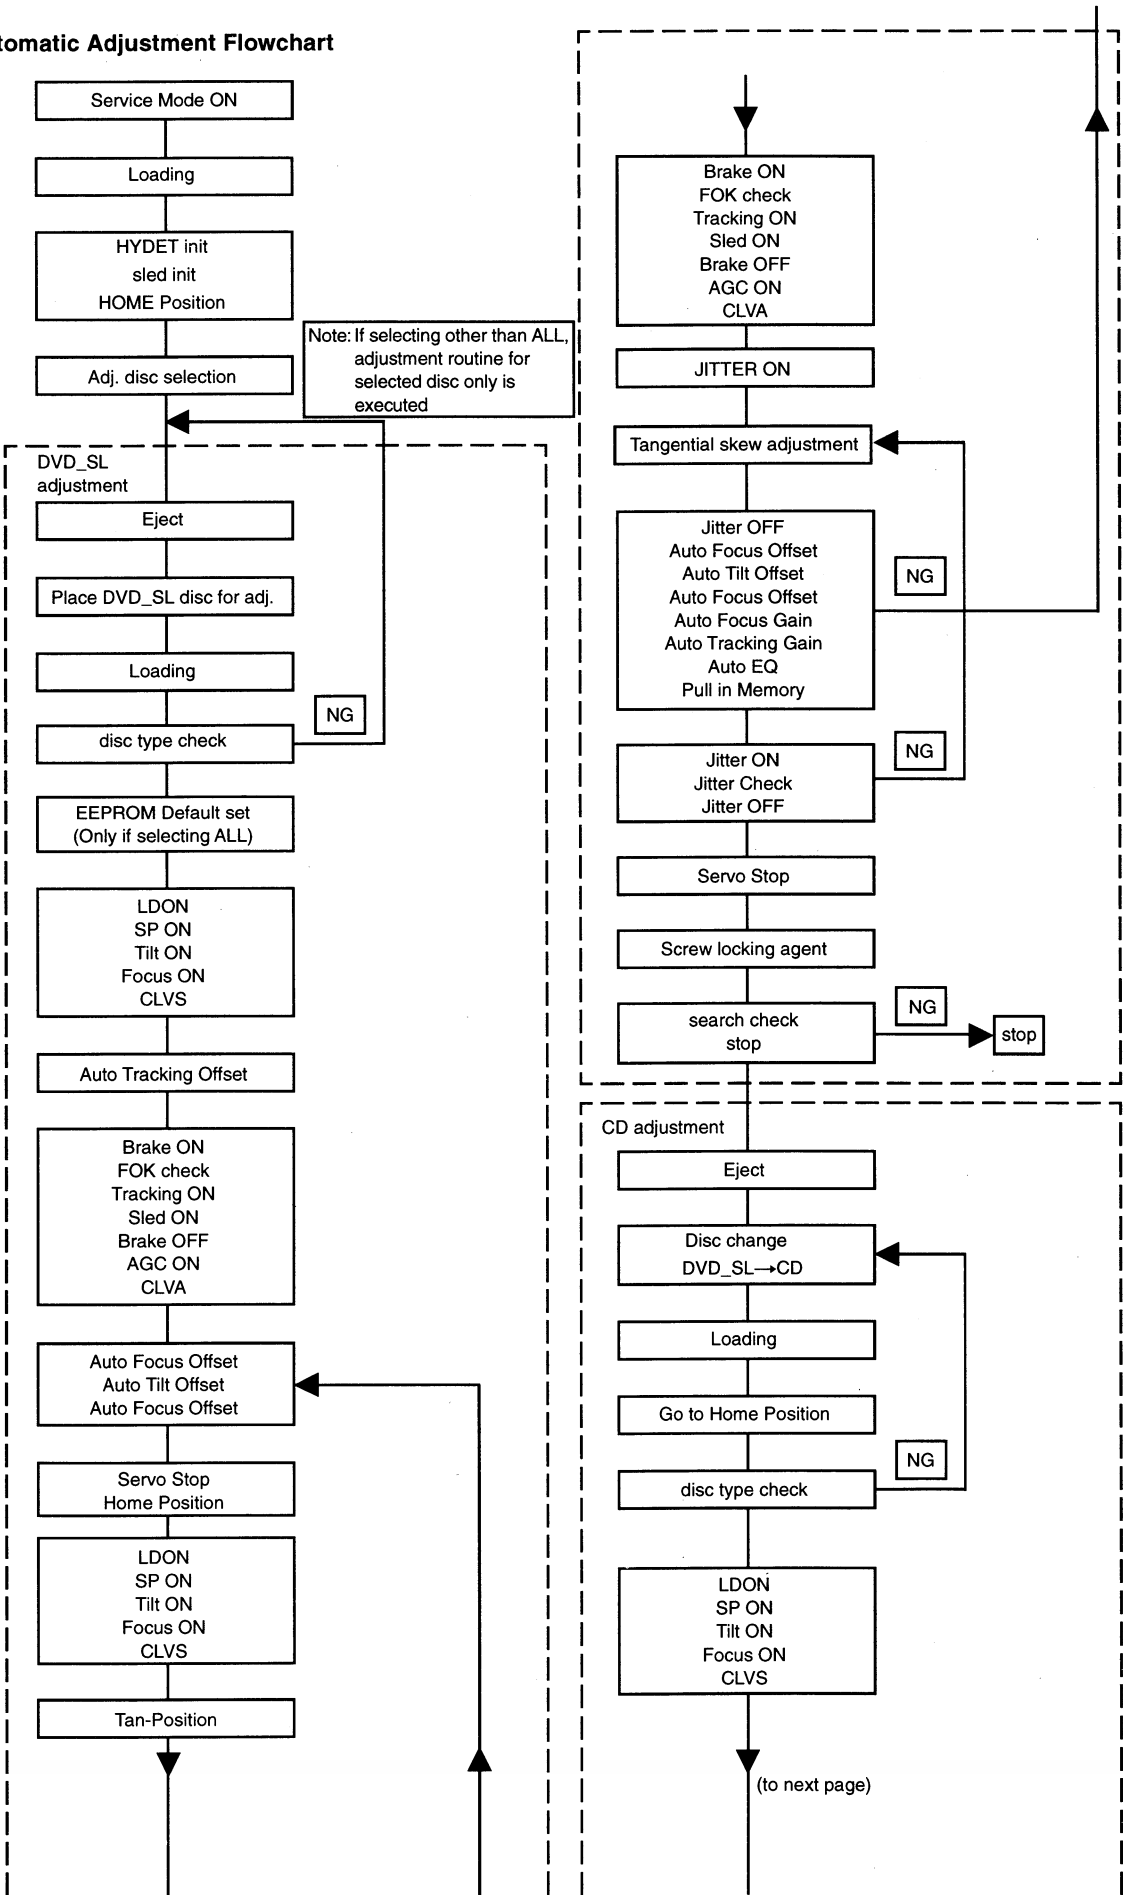 tomatic Adjustment Flowchart
Service Mode ON
Loading
HYDET init
sled init
HOME Position
Adj. disc selection
Note: If selecting other than ALL,
adjustment routine for
selected disc only is
executed
DVD_SL
adjustment
Eject
Place DVD_SL disc for adj.
Loading
NG
disc type check
EEPROM Default set
(Only if selecting ALL)
LDON
SP ON
Tilt ON
Focus ON
CLVS
Auto Tracking Offset
Brake ON
FOK check
Tracking ON
Sled ON
Brake OFF
AGC ON
CLVA
Auto Focus Offset
Auto Tilt Offset
Auto Focus Offset
Servo Stop
Home Position
LDON
SP ON
Tilt ON
Focus ON
CLVS
Tan-Position
Brake ON
FOK check
Tracking ON
Sled ON
Brake OFF
AGC ON
CLVA
JITTER ON
Tangential skew adjustment
Jitter OFF
Auto Focus Offset
Auto Tilt Offset
NG
Auto Focus Offset
Auto Focus Gain
Auto Tracking Gain
Auto EQ
Pull in Memory
NG
Jitter ON
Jitter Check
Jitter OFF
Servo Stop
Screw locking agent
NG
search check
stop
stop
CD adjustment
Eject
Disc change
DVD_SL→CD
Loading
Go to Home Position
NG
disc type check
LDON
SP ON
Tilt ON
Focus ON
CLVS
(to next page)